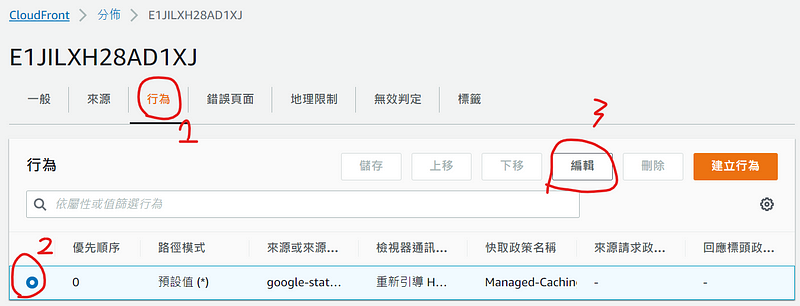 CloudFront > 分佈 > E1JILXH28AD1XJ
E1JILXH28AD1XJ
一般 來源 行為 錯誤頁面 地理限制 無效判定 標籤
1
3
行為 儲存 上移 下移 編輯 刪除 建立行為
依屬性或值篩選行為
2
優先順序 路徑模式 來源或來源... 檢視器通訊... 快取政策名稱 來源請求政... 回應標頭政...
0 預設值 (*) google-stat... 重新引導 H... Managed-Cachin - -